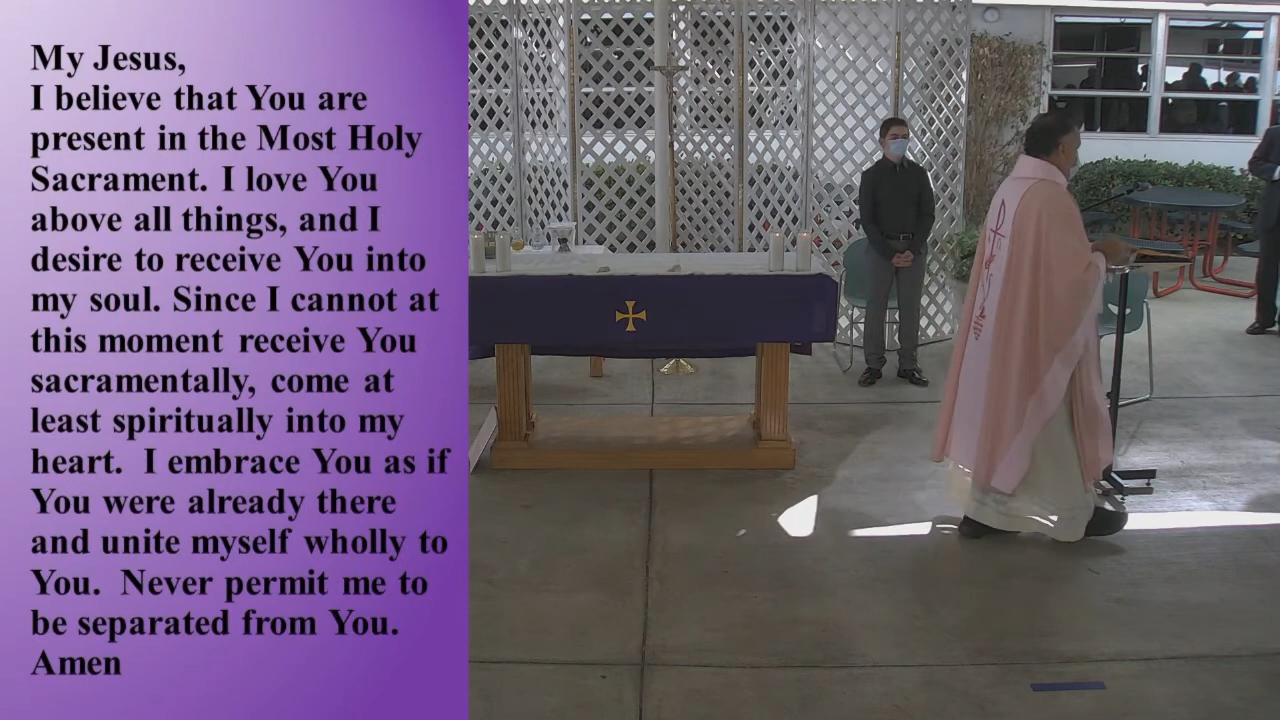 My Jesus,
I believe that You are
present in the Most Holy
Sacrament. I love You
above all things, and I
desire to receive You into
my soul. Since I cannot at
this moment receive You
sacramentally, come at
least spiritually into my
heart. I embrace You as if
You were already there
and unite myself wholly to
You. Never permit me to
be separated from You.
Amen